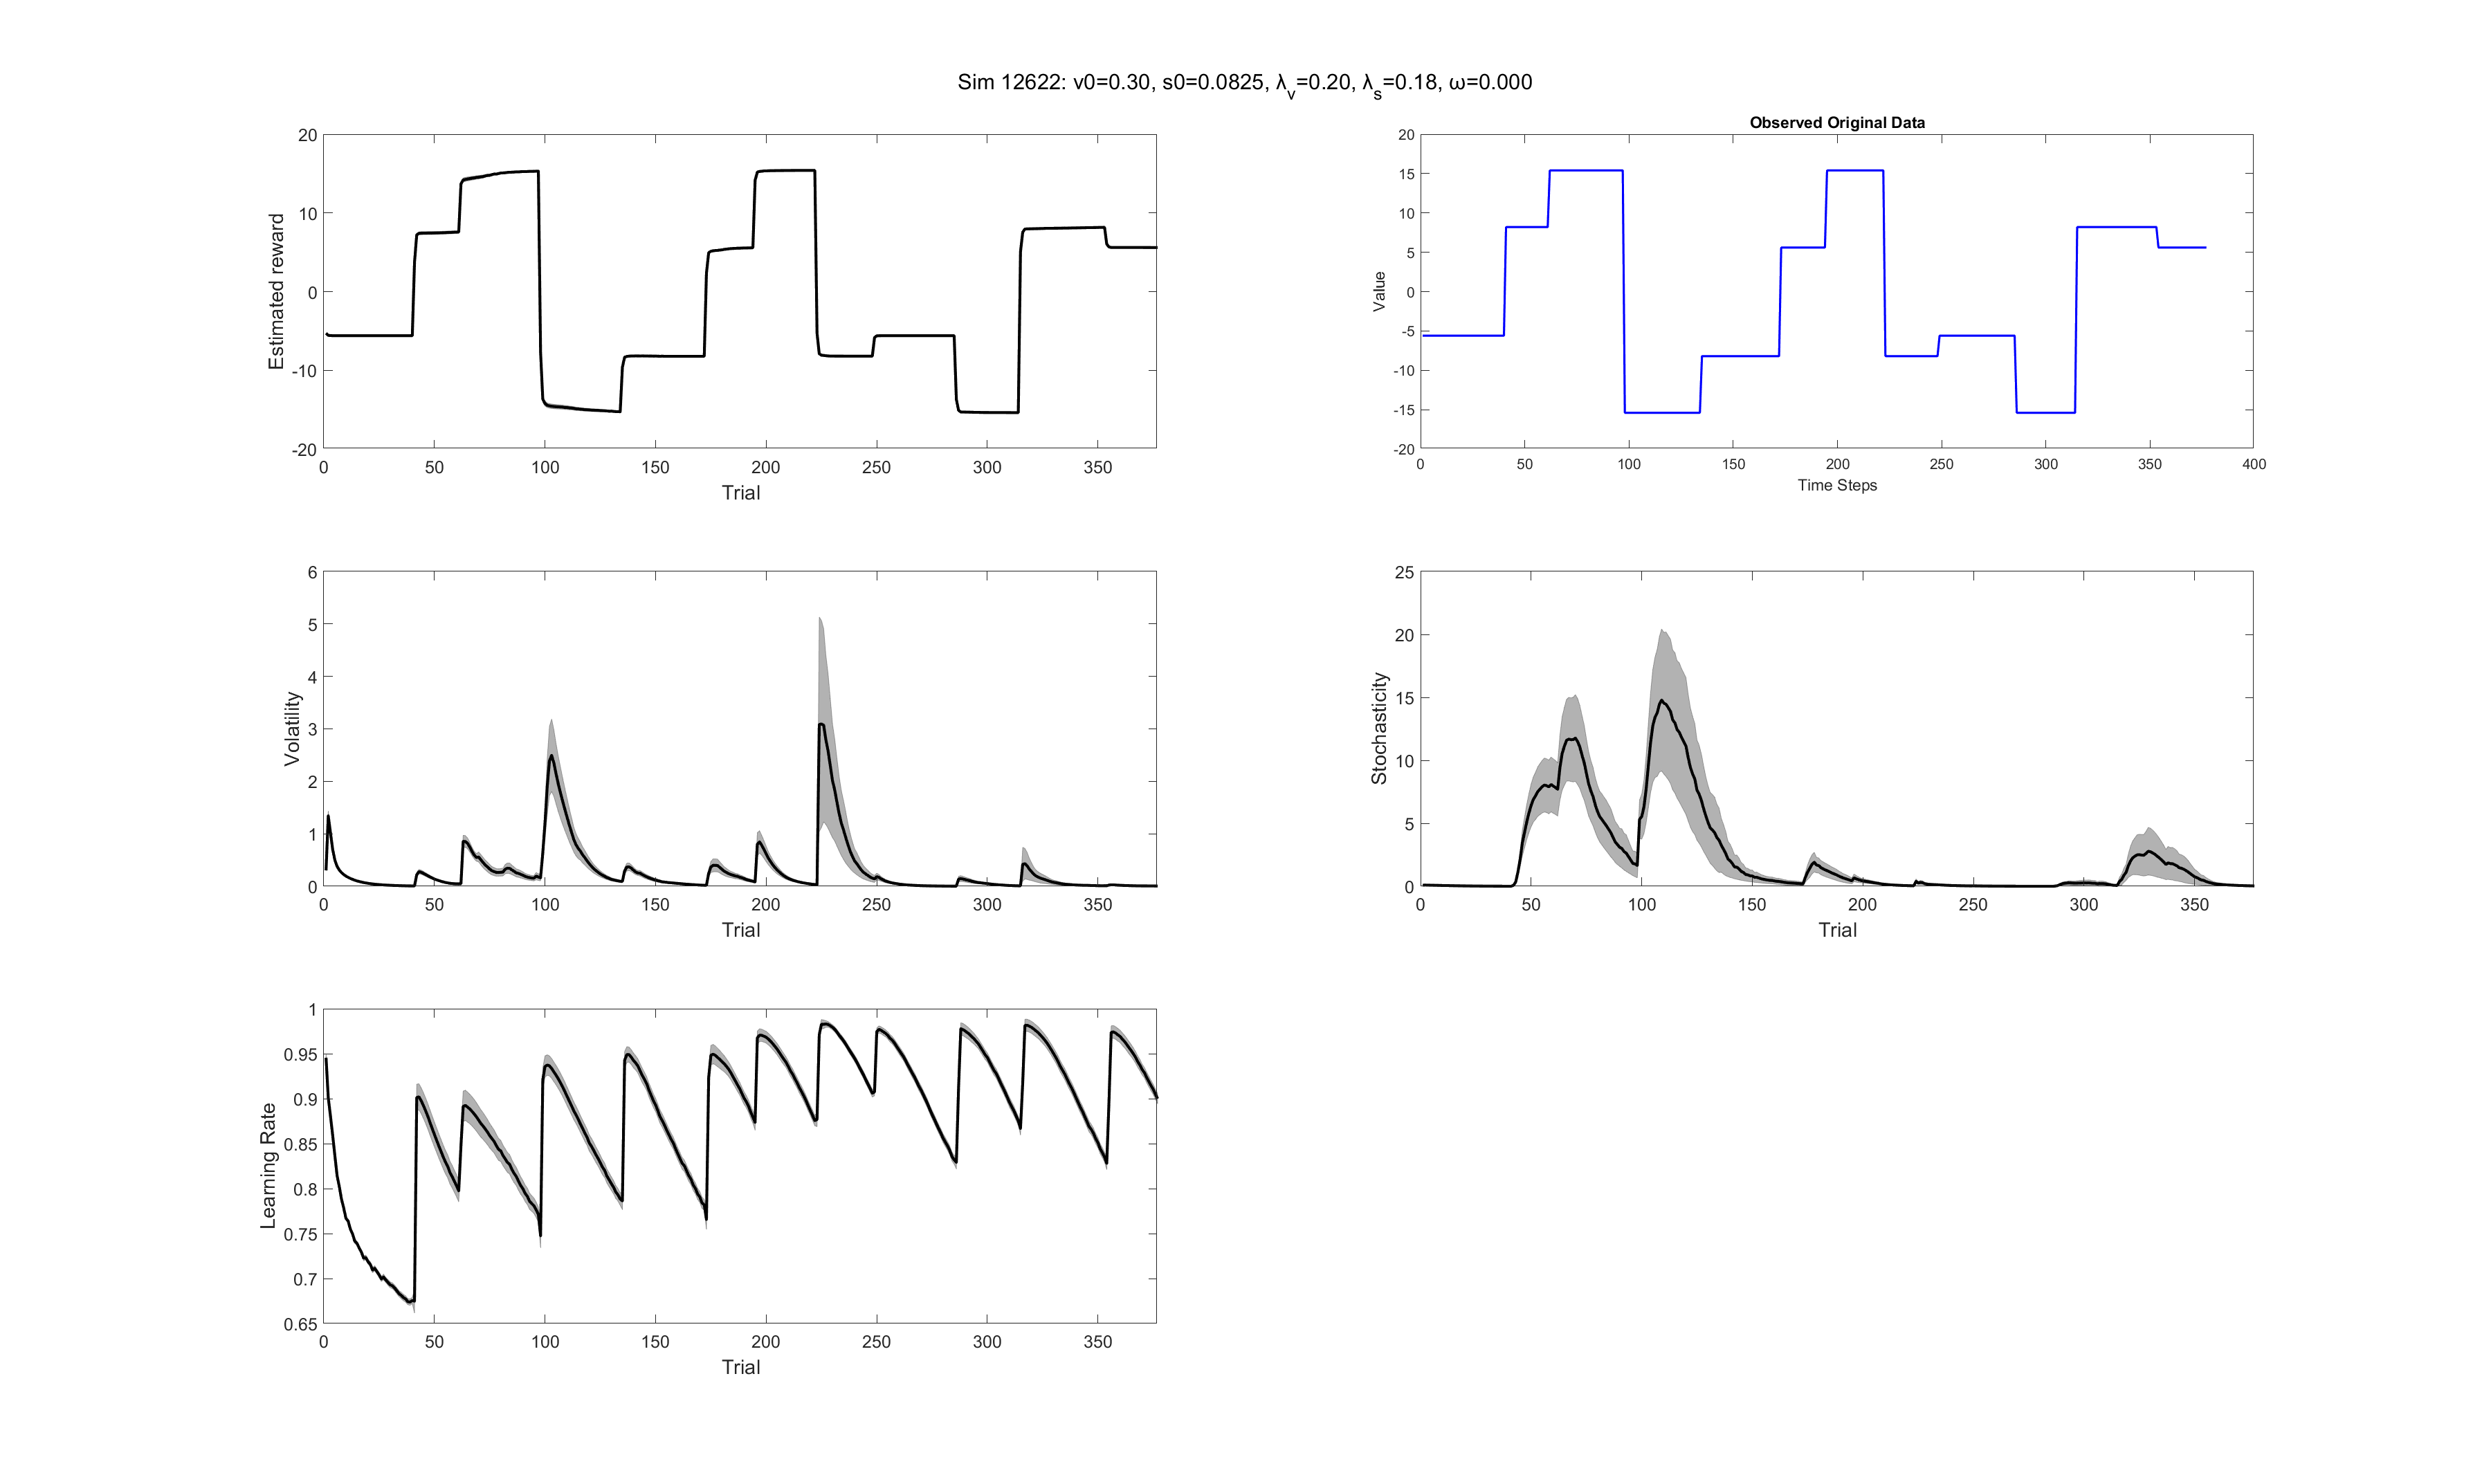 Sim 12622: v0=0.30, s0=0.0825, λv=0.20, λs=0.18, ω=0.000
Estimated reward
20
10
0
-10
-20
0 50 100 150 200 250 300 350
Trial
Observed Original Data
Value
20
15
10
5
0
-5
-10
-15
-20
0 50 100 150 200 250 300 350 400
Time Steps
Volatility
6
5
4
3
2
1
0
0 50 100 150 200 250 300 350
Trial
Stochasticity
25
20
15
10
5
0
0 50 100 150 200 250 300 350
Trial
Learning Rate
1
0.95
0.9
0.85
0.8
0.75
0.7
0.65
0 50 100 150 200 250 300 350
Trial